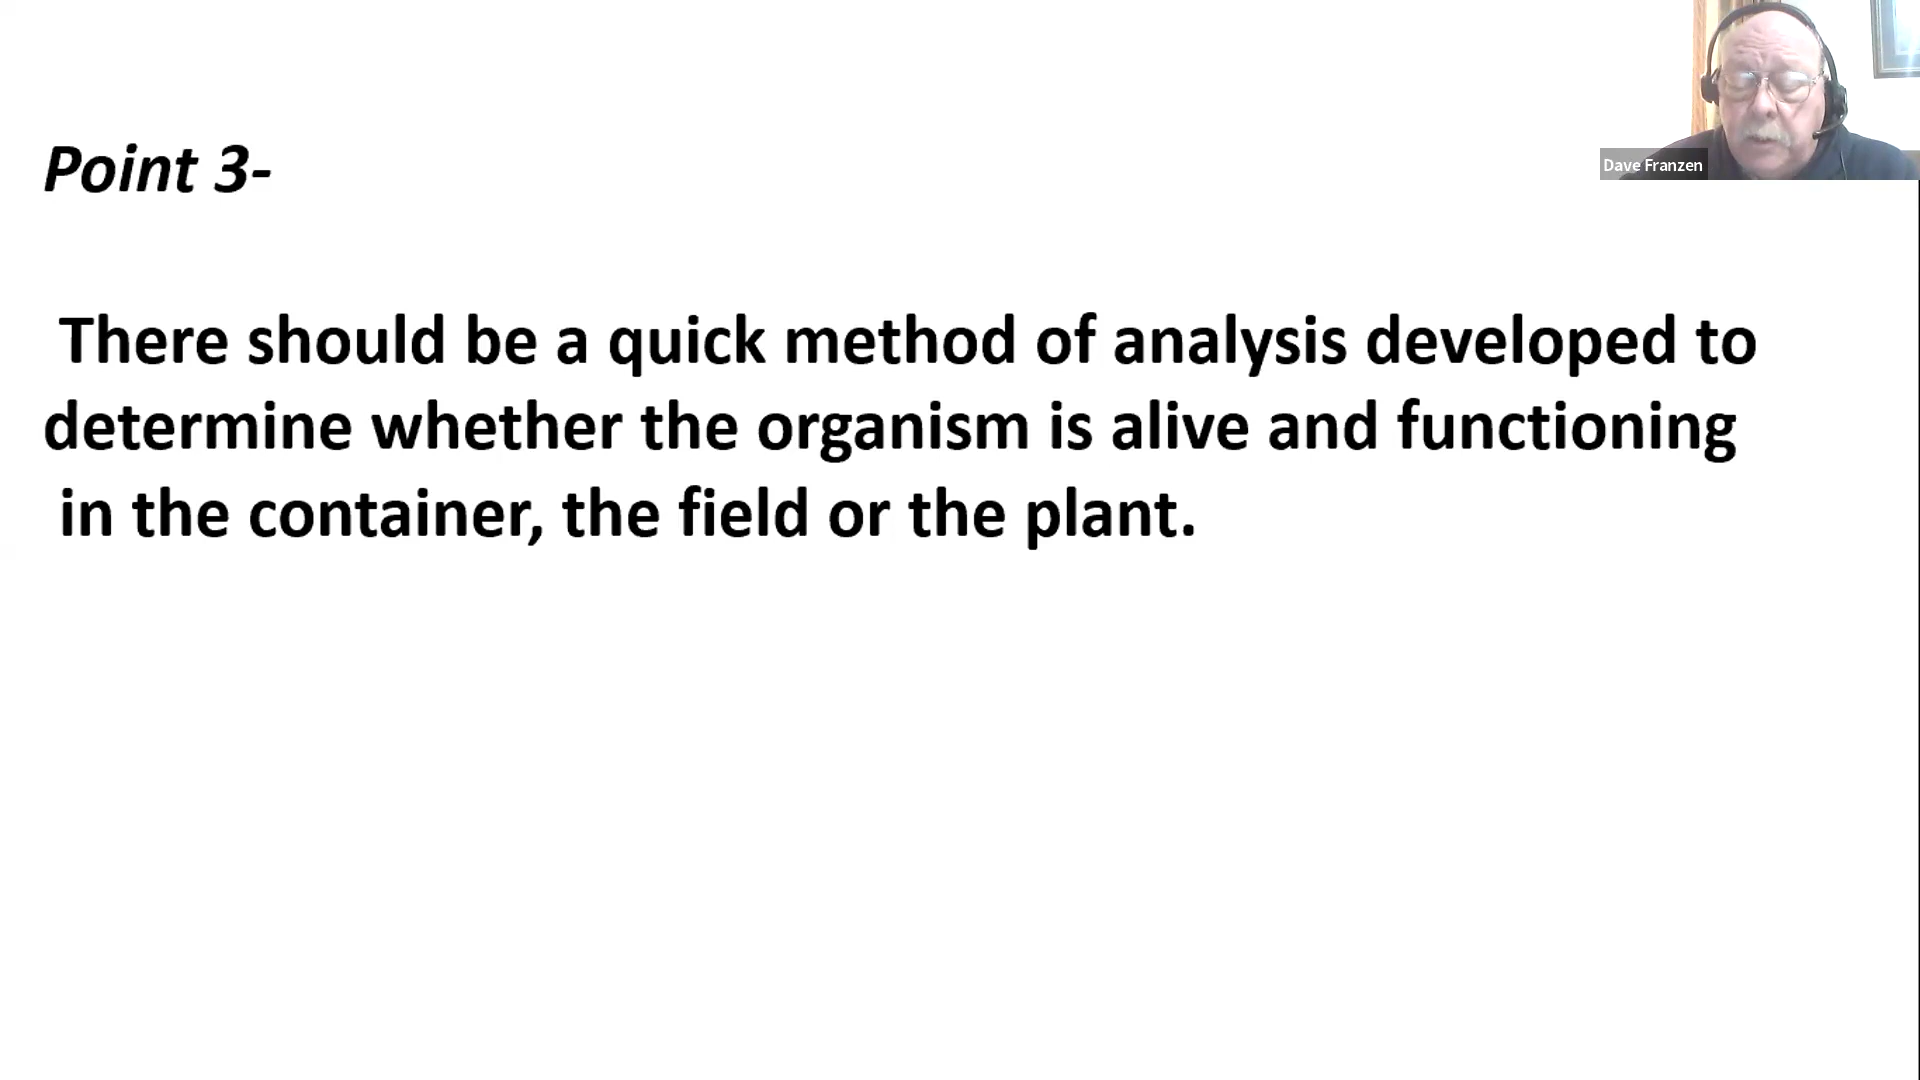 Dave Franzen
Point 3-
There should be a quick method of analysis developed to
determine whether the organism is alive and functioning
in the container, the field or the plant.